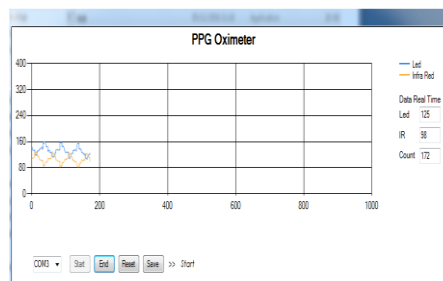 PPG Oximeter
400
320
240
160
80
0
0 200 400 600 800 1000
Led
Infra Red
Data Real Time
Led 125
IR 98
Count 172
COM3 Start End Reset Save >> Start